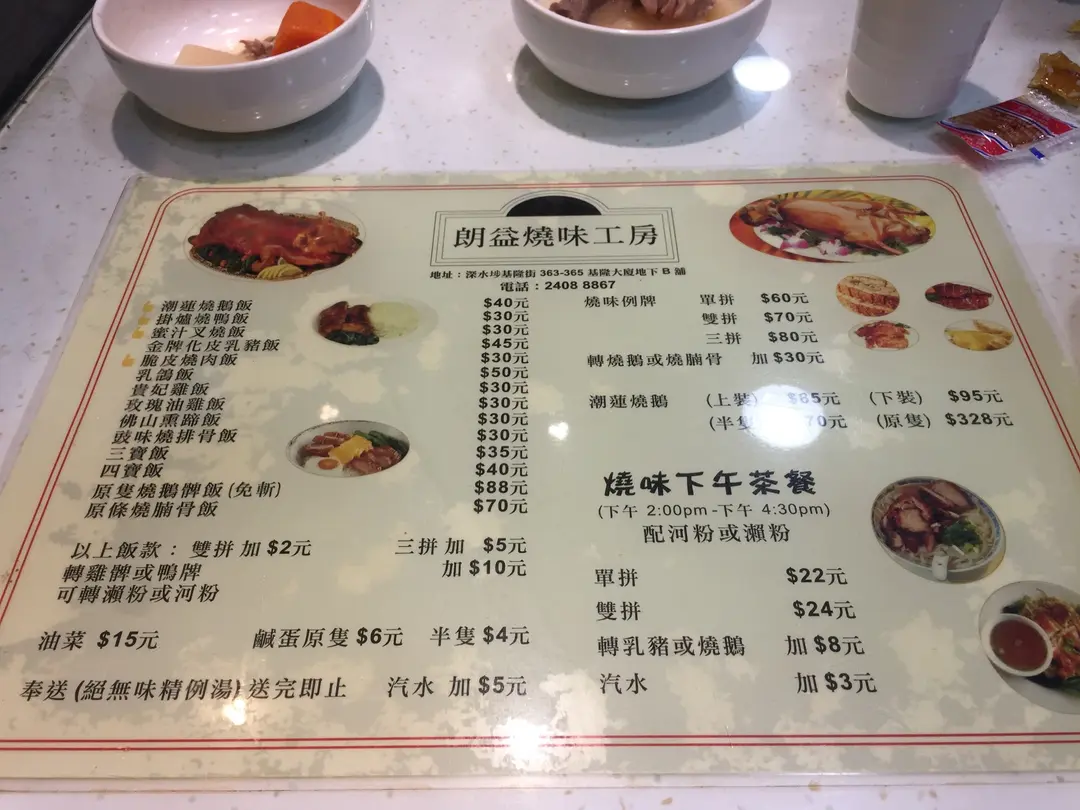 朗益燒味工房
地址：深水埗基隆街 363-365 基隆大廈地下 B 舖
電話：2408 8867
潮蓮燒鵝飯 $40元
掛爐燒鴨飯 $30元
蜜汁叉燒飯 $30元
金牌化皮乳豬飯 $45元
脆皮燒肉飯 $30元
乳鴿飯 $50元
貴妃雞飯 $30元
玫瑰油雞飯 $30元
佛山熏蹄飯 $30元
豉味燒排骨飯 $30元
三寶飯 $35元
四寶飯 $40元
原隻燒鵝髀飯 (免斬) $88元
原條燒腩骨飯 $70元
以上飯款：雙拼 加 $2元 三拼 加 $5元
轉雞髀或鴨牌 加 $10元
可轉瀨粉或河粉
油菜 $15元 鹹蛋原隻 $6元 半隻 $4元
奉送 (絕無味精例湯) 送完即止 汽水 加 $5元
燒味例牌 單拼 $60元
雙拼 $70元
三拼 $80元
轉燒鵝或燒腩骨 加 $30元
潮蓮燒鵝 (上裝) $85元 (下裝) $95元
(半隻 70元 (原隻) $328元
燒味下午茶餐
(下午 2:00pm -下午 4:30pm)
配河粉或瀨粉
單拼 $22元
雙拼 $24元
轉乳豬或燒鵝 加 $8元
汽水 加 $3元